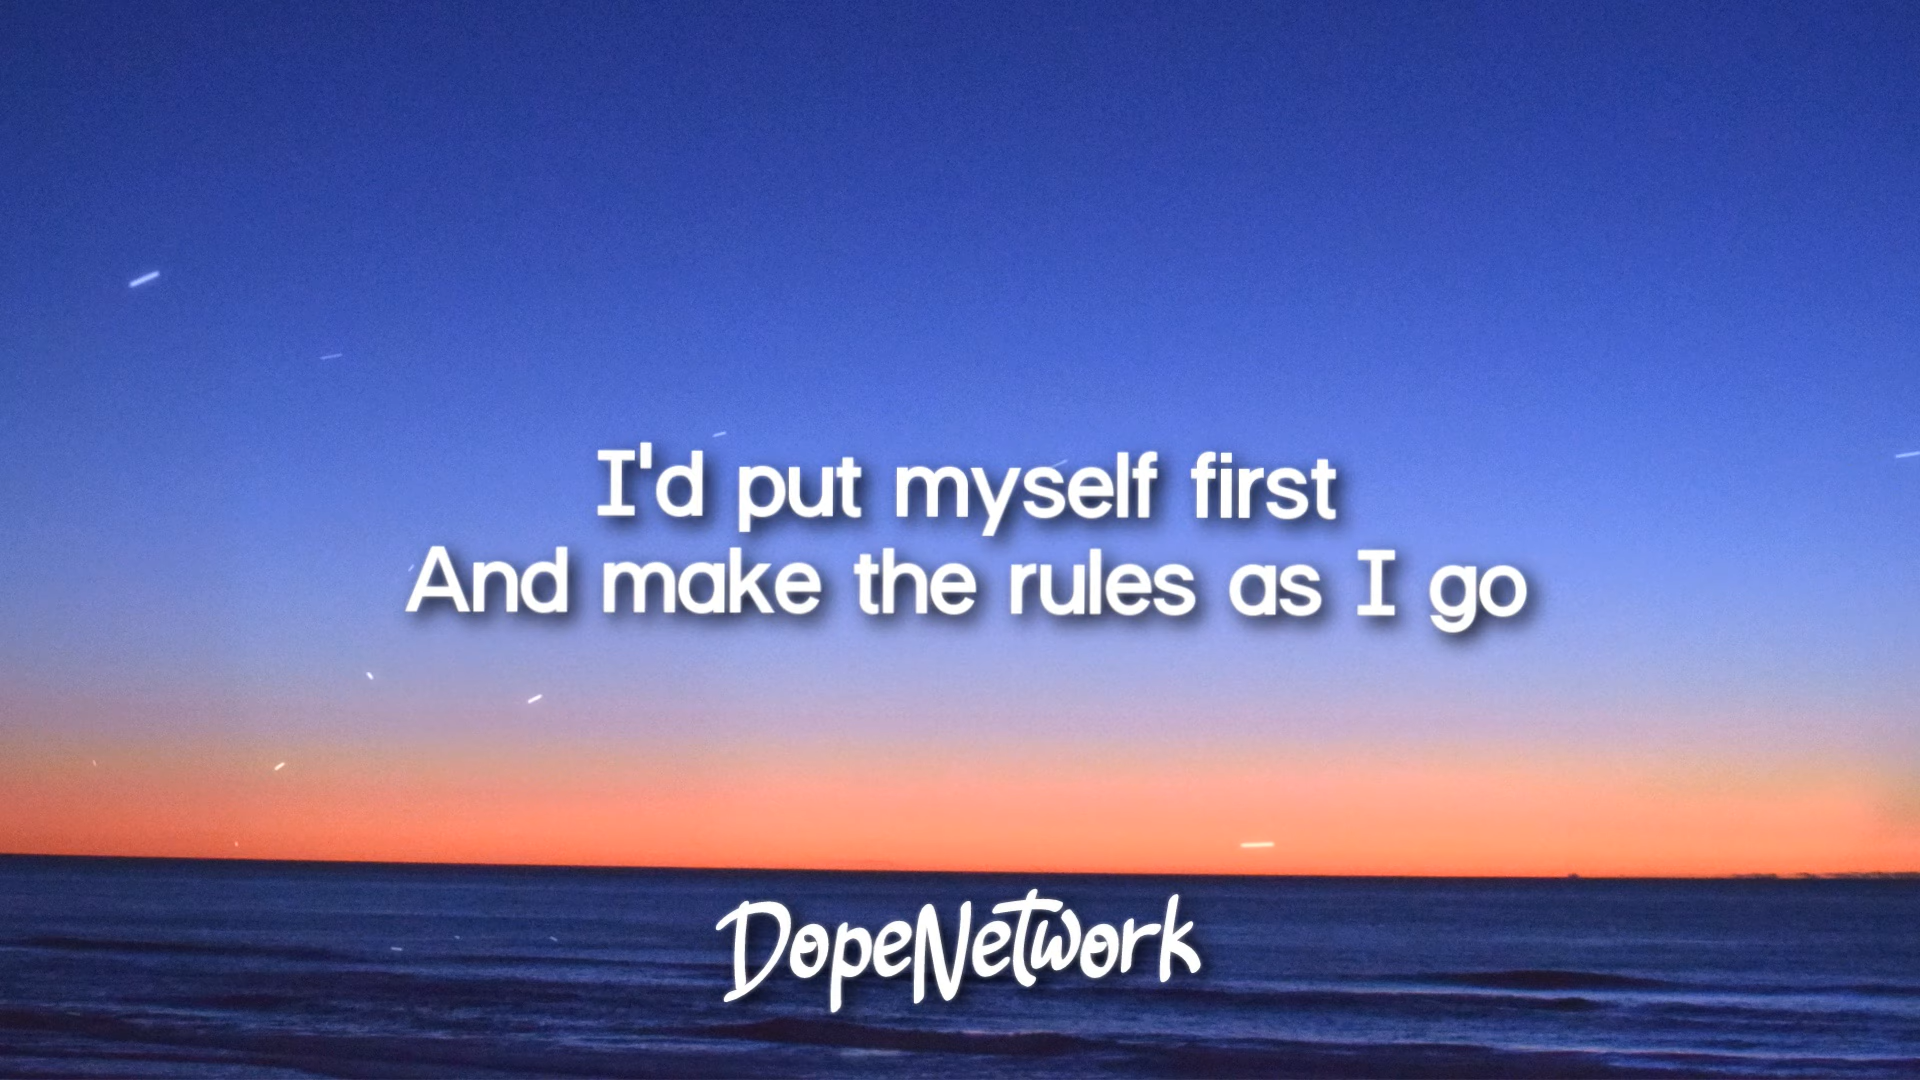 I'd put myself first
And make the rules as I go
DopeNetwork